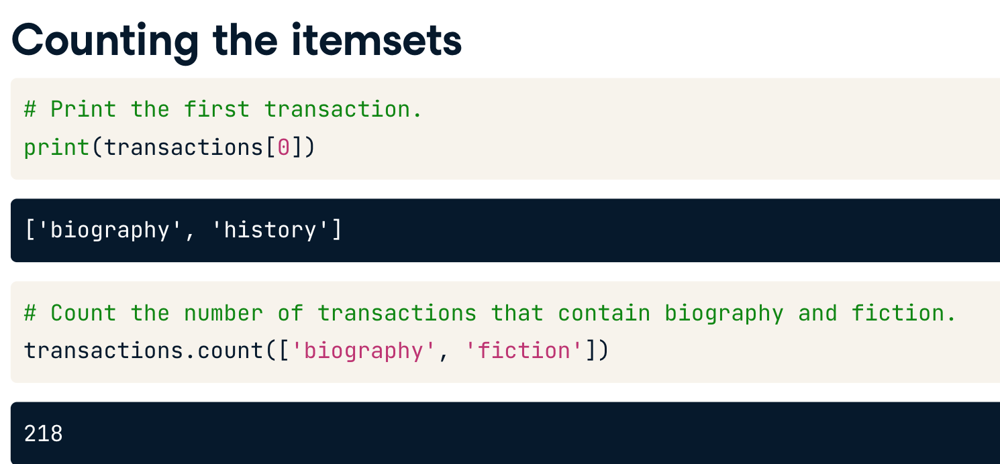 Counting the itemsets
# Print the first transaction.
print(transactions[0])
['biography', 'history']
# Count the number of transactions that contain biography and fiction.
transactions.count(['biography', 'fiction'])
218